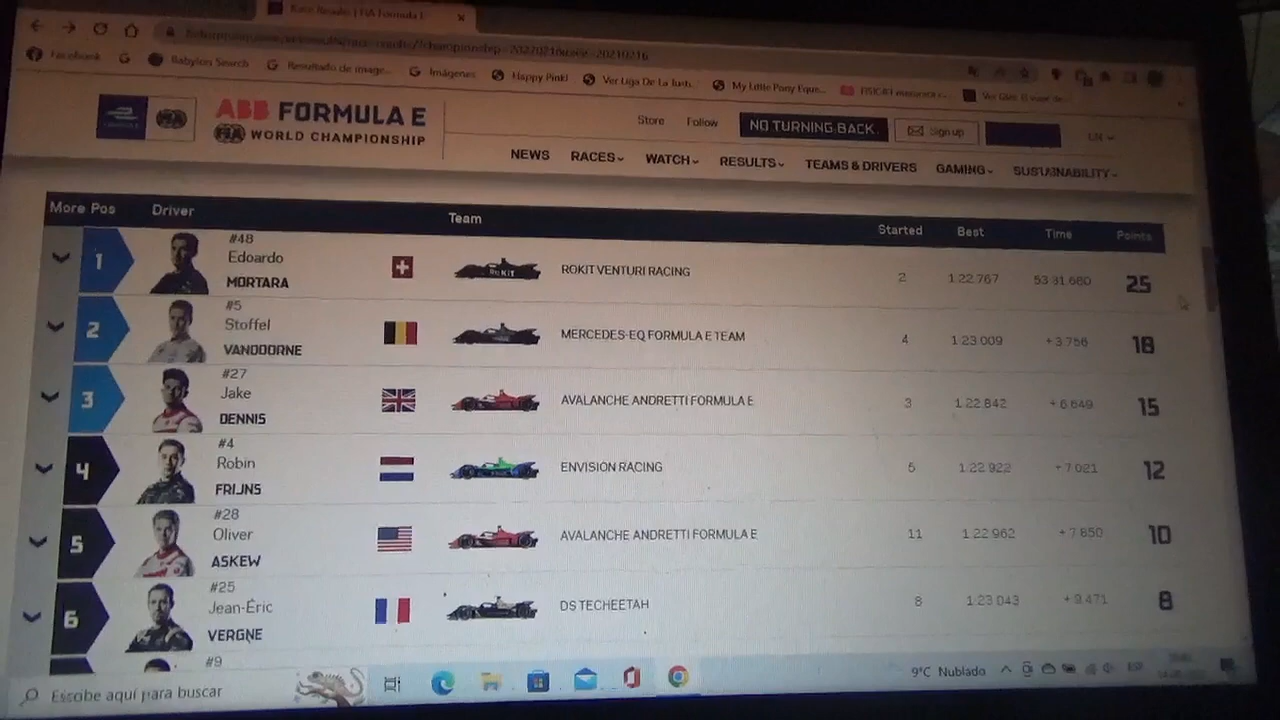 Race Results | FIA Formula E
Facebook
Babylon Search
Resultado de image...
Imágenes
Happy Pink!
Ver Liga De La Justi...
My Little Pony Eques...
ABB FORMULA E
FIA WORLD CHAMPIONSHIP
Store
Follow
NO TURNING BACK.
Sign up
NEWS
RACES
WATCH
RESULTS
TEAMS & DRIVERS
GAMING
SUSTAINABILITY
More Pos Driver Team Started Best Time Points
1 #48 Edoardo MORTARA ROKIT VENTURI RACING 2 1:22.767 53:31.680 25
2 #5 Stoffel VANDOORNE MERCEDES-EQ FORMULA E TEAM 4 1:23.009 +3.756 18
3 #27 Jake DENNIS AVALANCHE ANDRETTI FORMULA E 3 1:22.842 +6.649 15
4 #4 Robin FRIJNS ENVISION RACING 5 1:22.922 +7.021 12
5 #28 Oliver ASKEW AVALANCHE ANDRETTI FORMULA E 11 1:22.962 +7.850 10
6 #25 Jean-Éric VERGNE DS TECHEETAH 8 1:23.043 +9.471 8
#9
Escribe aquí para buscar
9°C Nublado
ESP